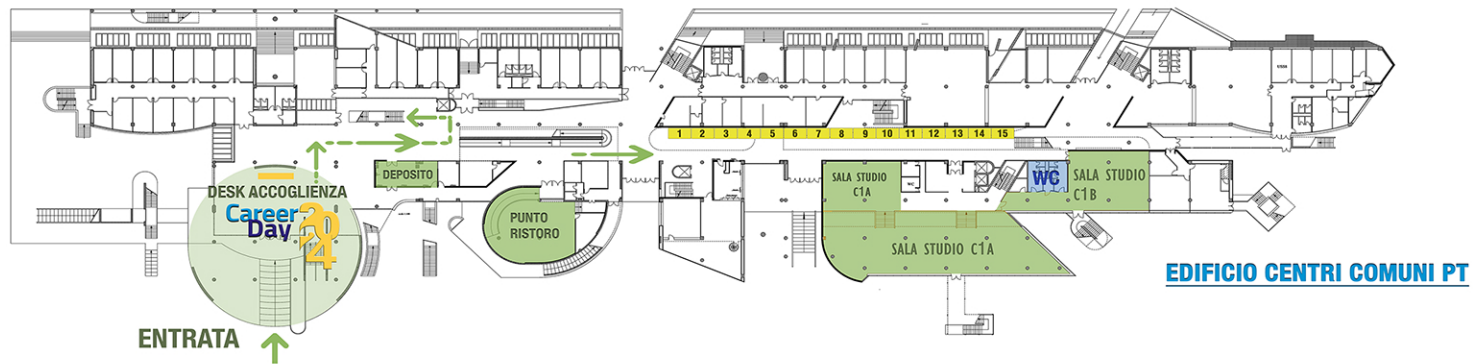 1 2 3 4 5 6 7 8 9 10 11 12 13 14 15
DESK ACCOGLIENZA
Career
Day
2024
DEPOSITO
PUNTO
RISTORO
SALA STUDIO
C1A
WC
SALA STUDIO
C1B
SALA STUDIO C1A
EDIFICIO CENTRI COMUNI PT
ENTRATA